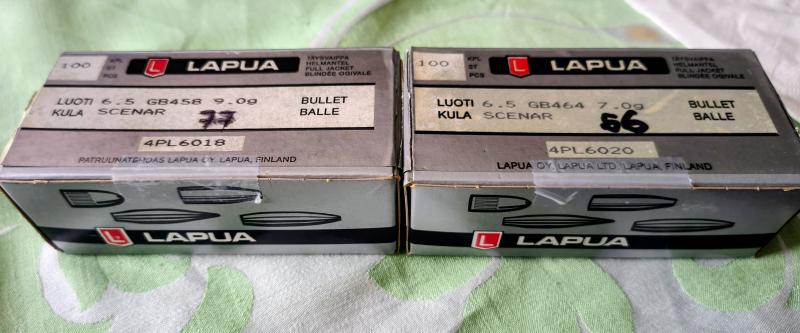 100
KPL
ST
PCS
L LAPUA
TÄYSVAIPPA
HELMANTEL
FULL JACKET
BLINDÉE OGIVALE
LUOTI 6.5 GB458 9.0g BULLET
KULA SCENAR BALLE
77
4PL6018
PATRUUNATEHDAS LAPUA OY, LAPUA, FINLAND
L LAPUA
100
KPL
ST
PCS
L LAPUA
TÄYSVAIPPA
HELMANTEL
FULL JACKET
BLINDÉE OGIVALE
LUOTI 6.5 GB464 7.0g BULLET
KULA SCENAR BALLE
66
4PL6020
LAPUA OY, LAPUA LTD, LAPUA, FINLAND
L LAPUA